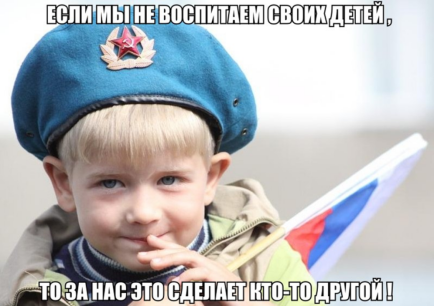 ЕСЛИ МЫ НЕ ВОСПИТАЕМ СВОИХ ДЕТЕЙ ,
ТО ЗА НАС ЭТО СДЕЛАЕТ КТО-ТО ДРУГОЙ !